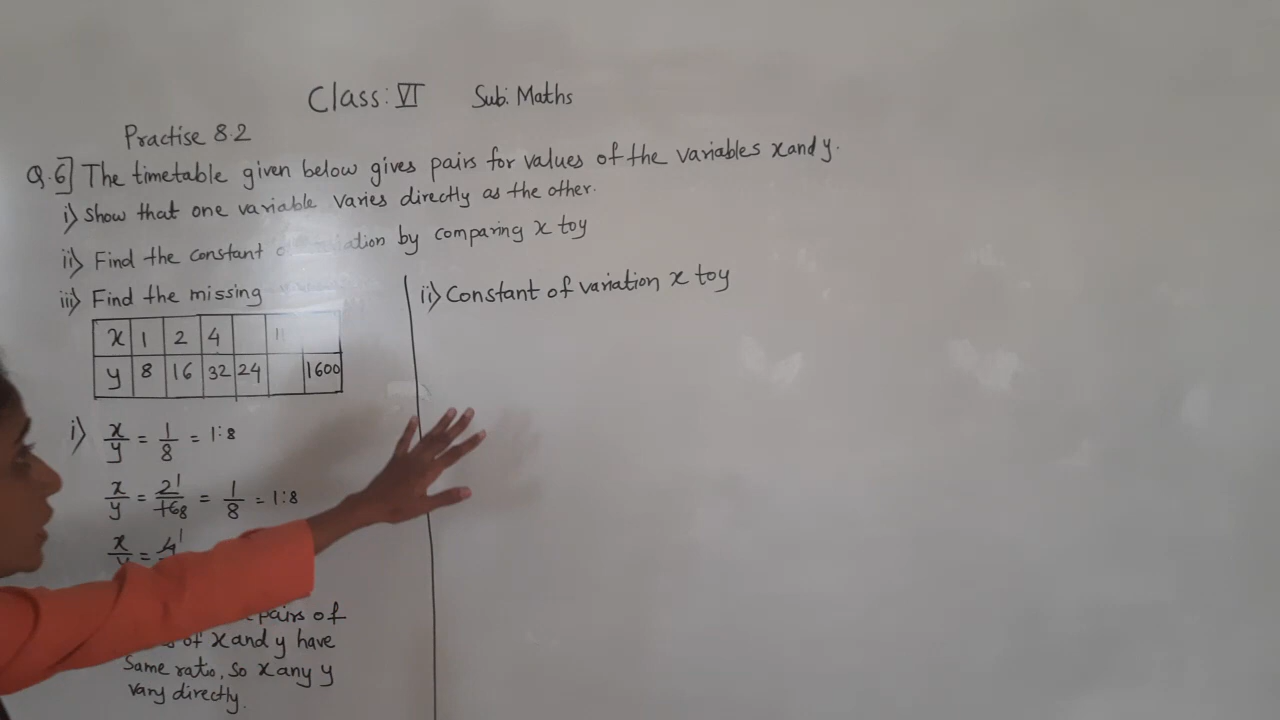 Class: VI Sub: Maths
Practise 8.2
Q.6] The timetable given below gives pairs for values of the variables x and y.
i) Show that one variable varies directly as the other.
ii) Find the constant by comparing x to y
iii) Find the missing
x 1 2 4
y 8 16 32 24 1600
i) x/y = 1/8 = 1:8
x/y = 2/16 = 1/8 = 1:8
x/y = 4
pairs of
of x and y have
Same ratio, so x any y
vary directly.
ii) Constant of variation x to y